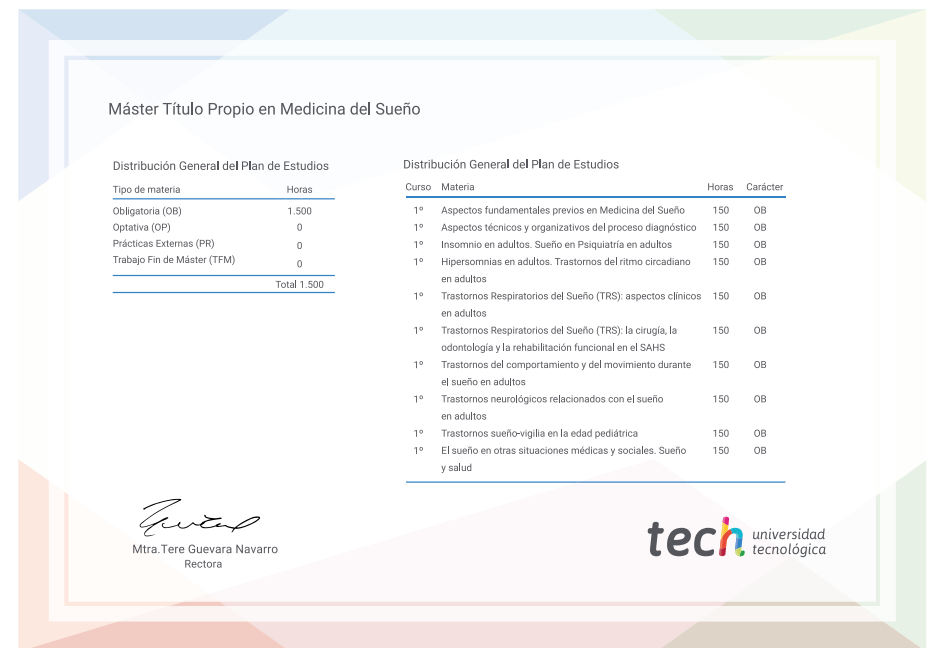 Máster Título Propio en Medicina del Sueño
Distribución General del Plan de Estudios
Tipo de materia Horas
Obligatoria (OB) 1.500
Optativa (OP) 0
Prácticas Externas (PR) 0
Trabajo Fin de Máster (TFM) 0
Total 1.500
Distribución General del Plan de Estudios
Curso Materia Horas Carácter
1º Aspectos fundamentales previos en Medicina del Sueño 150 OB
1º Aspectos técnicos y organizativos del proceso diagnóstico 150 OB
1º Insomnio en adultos. Sueño en Psiquiatría en adultos 150 OB
1º Hipersomnias en adultos. Trastornos del ritmo circadiano 150 OB
en adultos
1º Trastornos Respiratorios del Sueño (TRS): aspectos clínicos 150 OB
en adultos
1º Trastornos Respiratorios del Sueño (TRS): la cirugía, la 150 OB
odontología y la rehabilitación funcional en el SAHS
1º Trastornos del comportamiento y del movimiento durante 150 OB
el sueño en adultos
1º Trastornos neurológicos relacionados con el sueño 150 OB
en adultos
1º Trastornos sueño-vigilia en la edad pediátrica 150 OB
1º El sueño en otras situaciones médicas y sociales. Sueño 150 OB
y salud
Mtra.Tere Guevara Navarro
Rectora
tech universidad
tecnológica